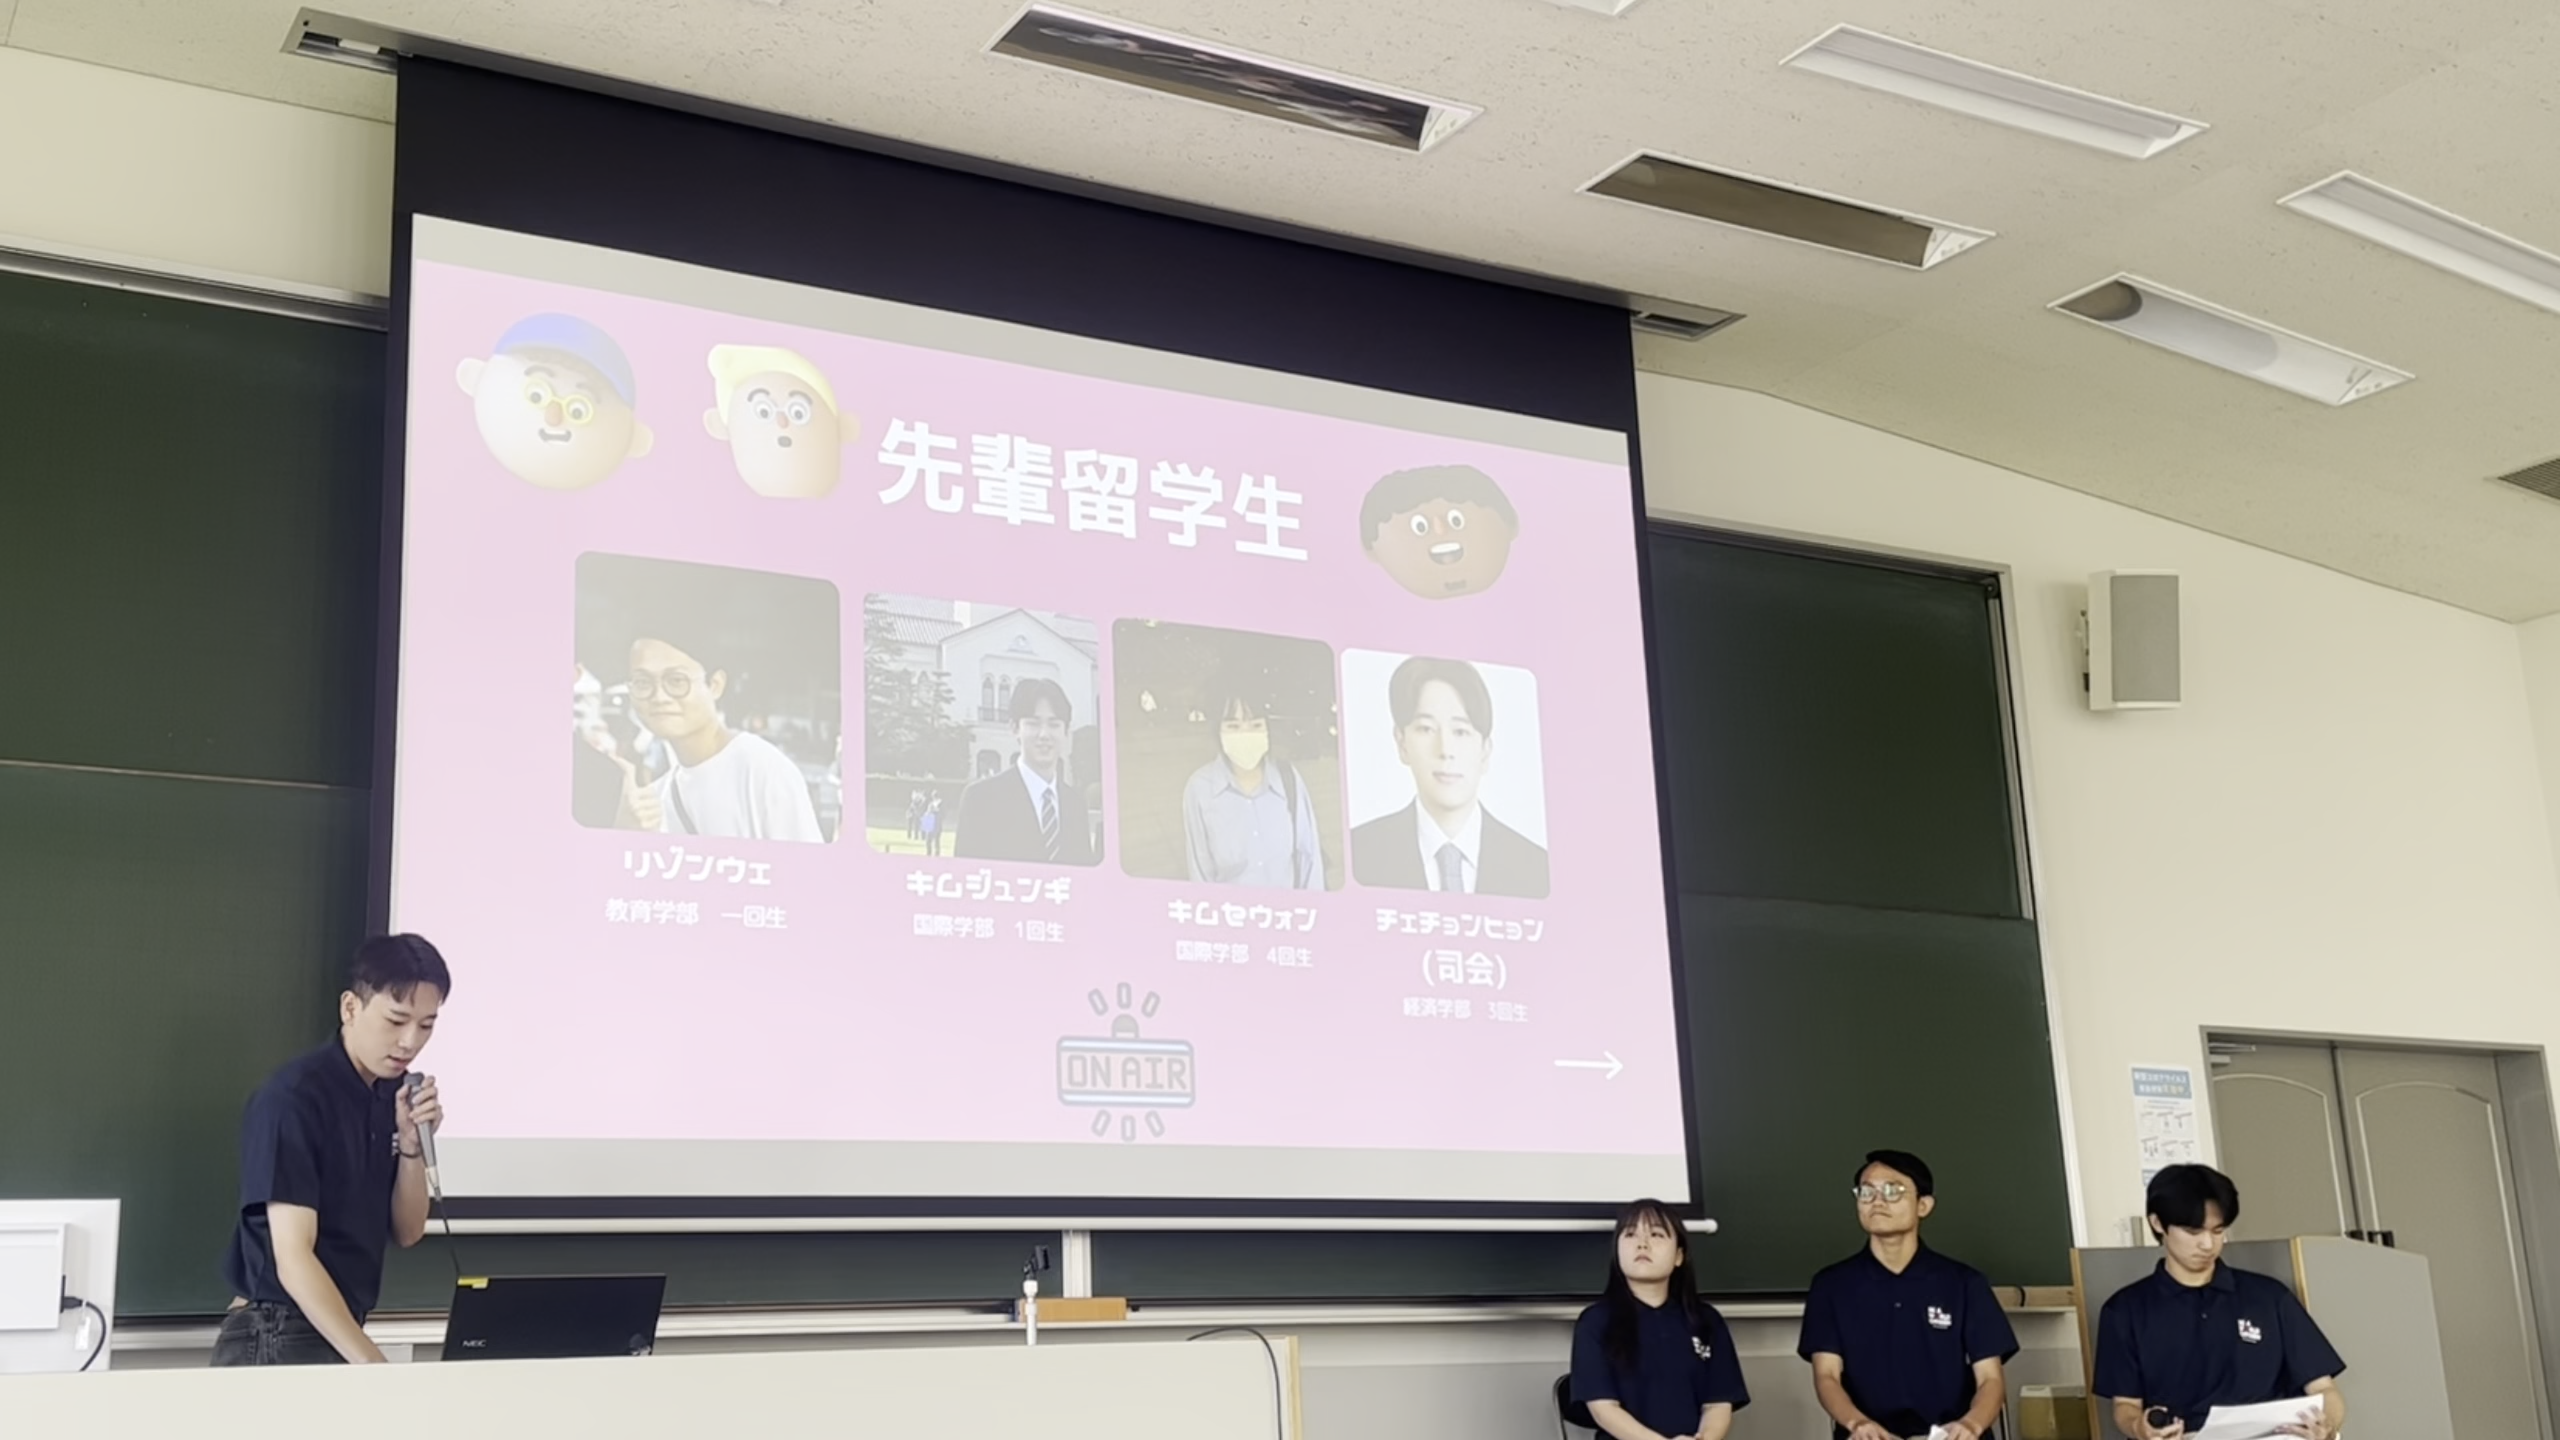 先輩留学生
リゾンウェ
教育学部 一回生
キムジュンギ
国際学部 1回生
キムセウォン
国際学部 4回生
チェチョンヒョン
(司会)
経済学部 3回生
ON AIR
NEC